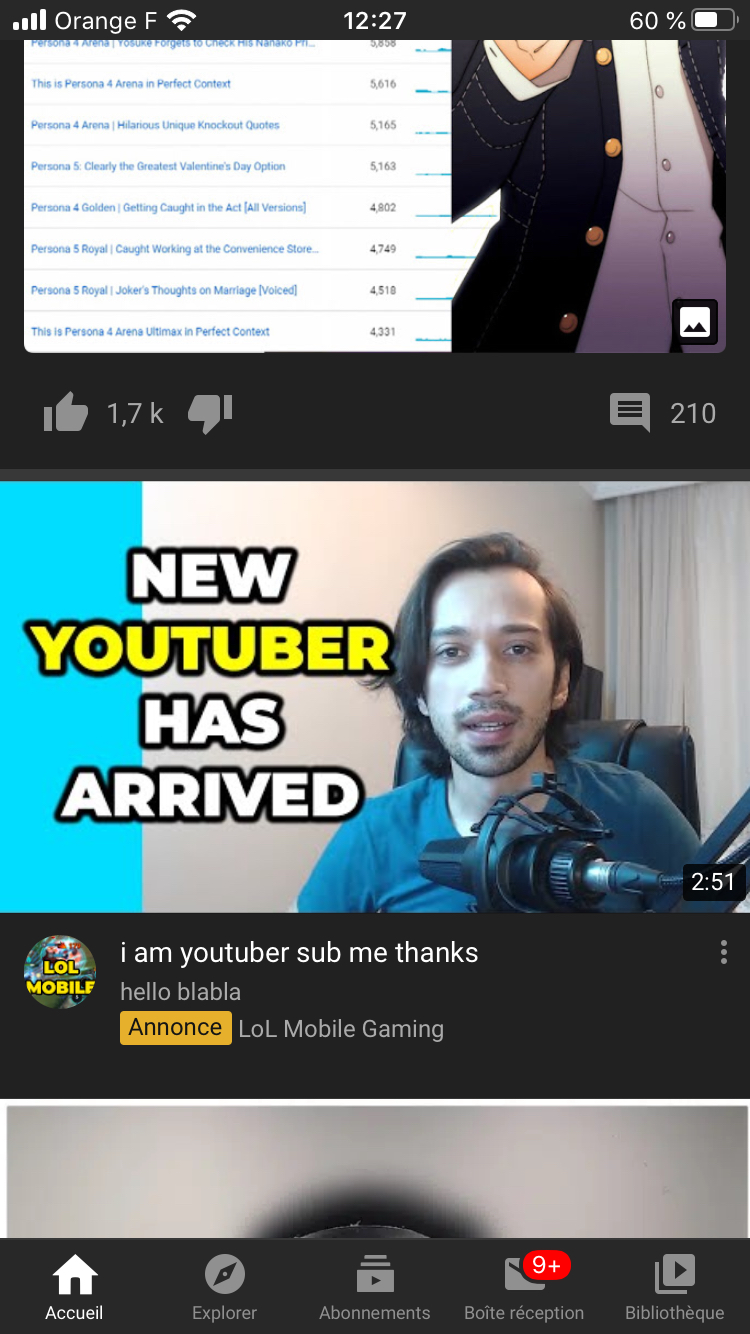 Orange F 12:27 60 %
Persona 4 Arena | Yosuke Forgets to Check His Nanako Pri... 5,858
This is Persona 4 Arena in Perfect Context 5,616
Persona 4 Arena | Hilarious Unique Knockout Quotes 5,165
Persona 5: Clearly the Greatest Valentine's Day Option 5,163
Persona 4 Golden | Getting Caught in the Act [All Versions] 4,802
Persona 5 Royal | Caught Working at the Convenience Store... 4,749
Persona 5 Royal | Joker's Thoughts on Marriage [Voiced] 4,518
This is Persona 4 Arena Ultimax in Perfect Context 4,331
1,7 k 210
NEW
YOUTUBER
HAS
ARRIVED
2:51
LOL
MOBILE
i am youtuber sub me thanks
hello blabla
Annonce LoL Mobile Gaming
9+
Accueil Explorer Abonnements Boîte réception Bibliothèque